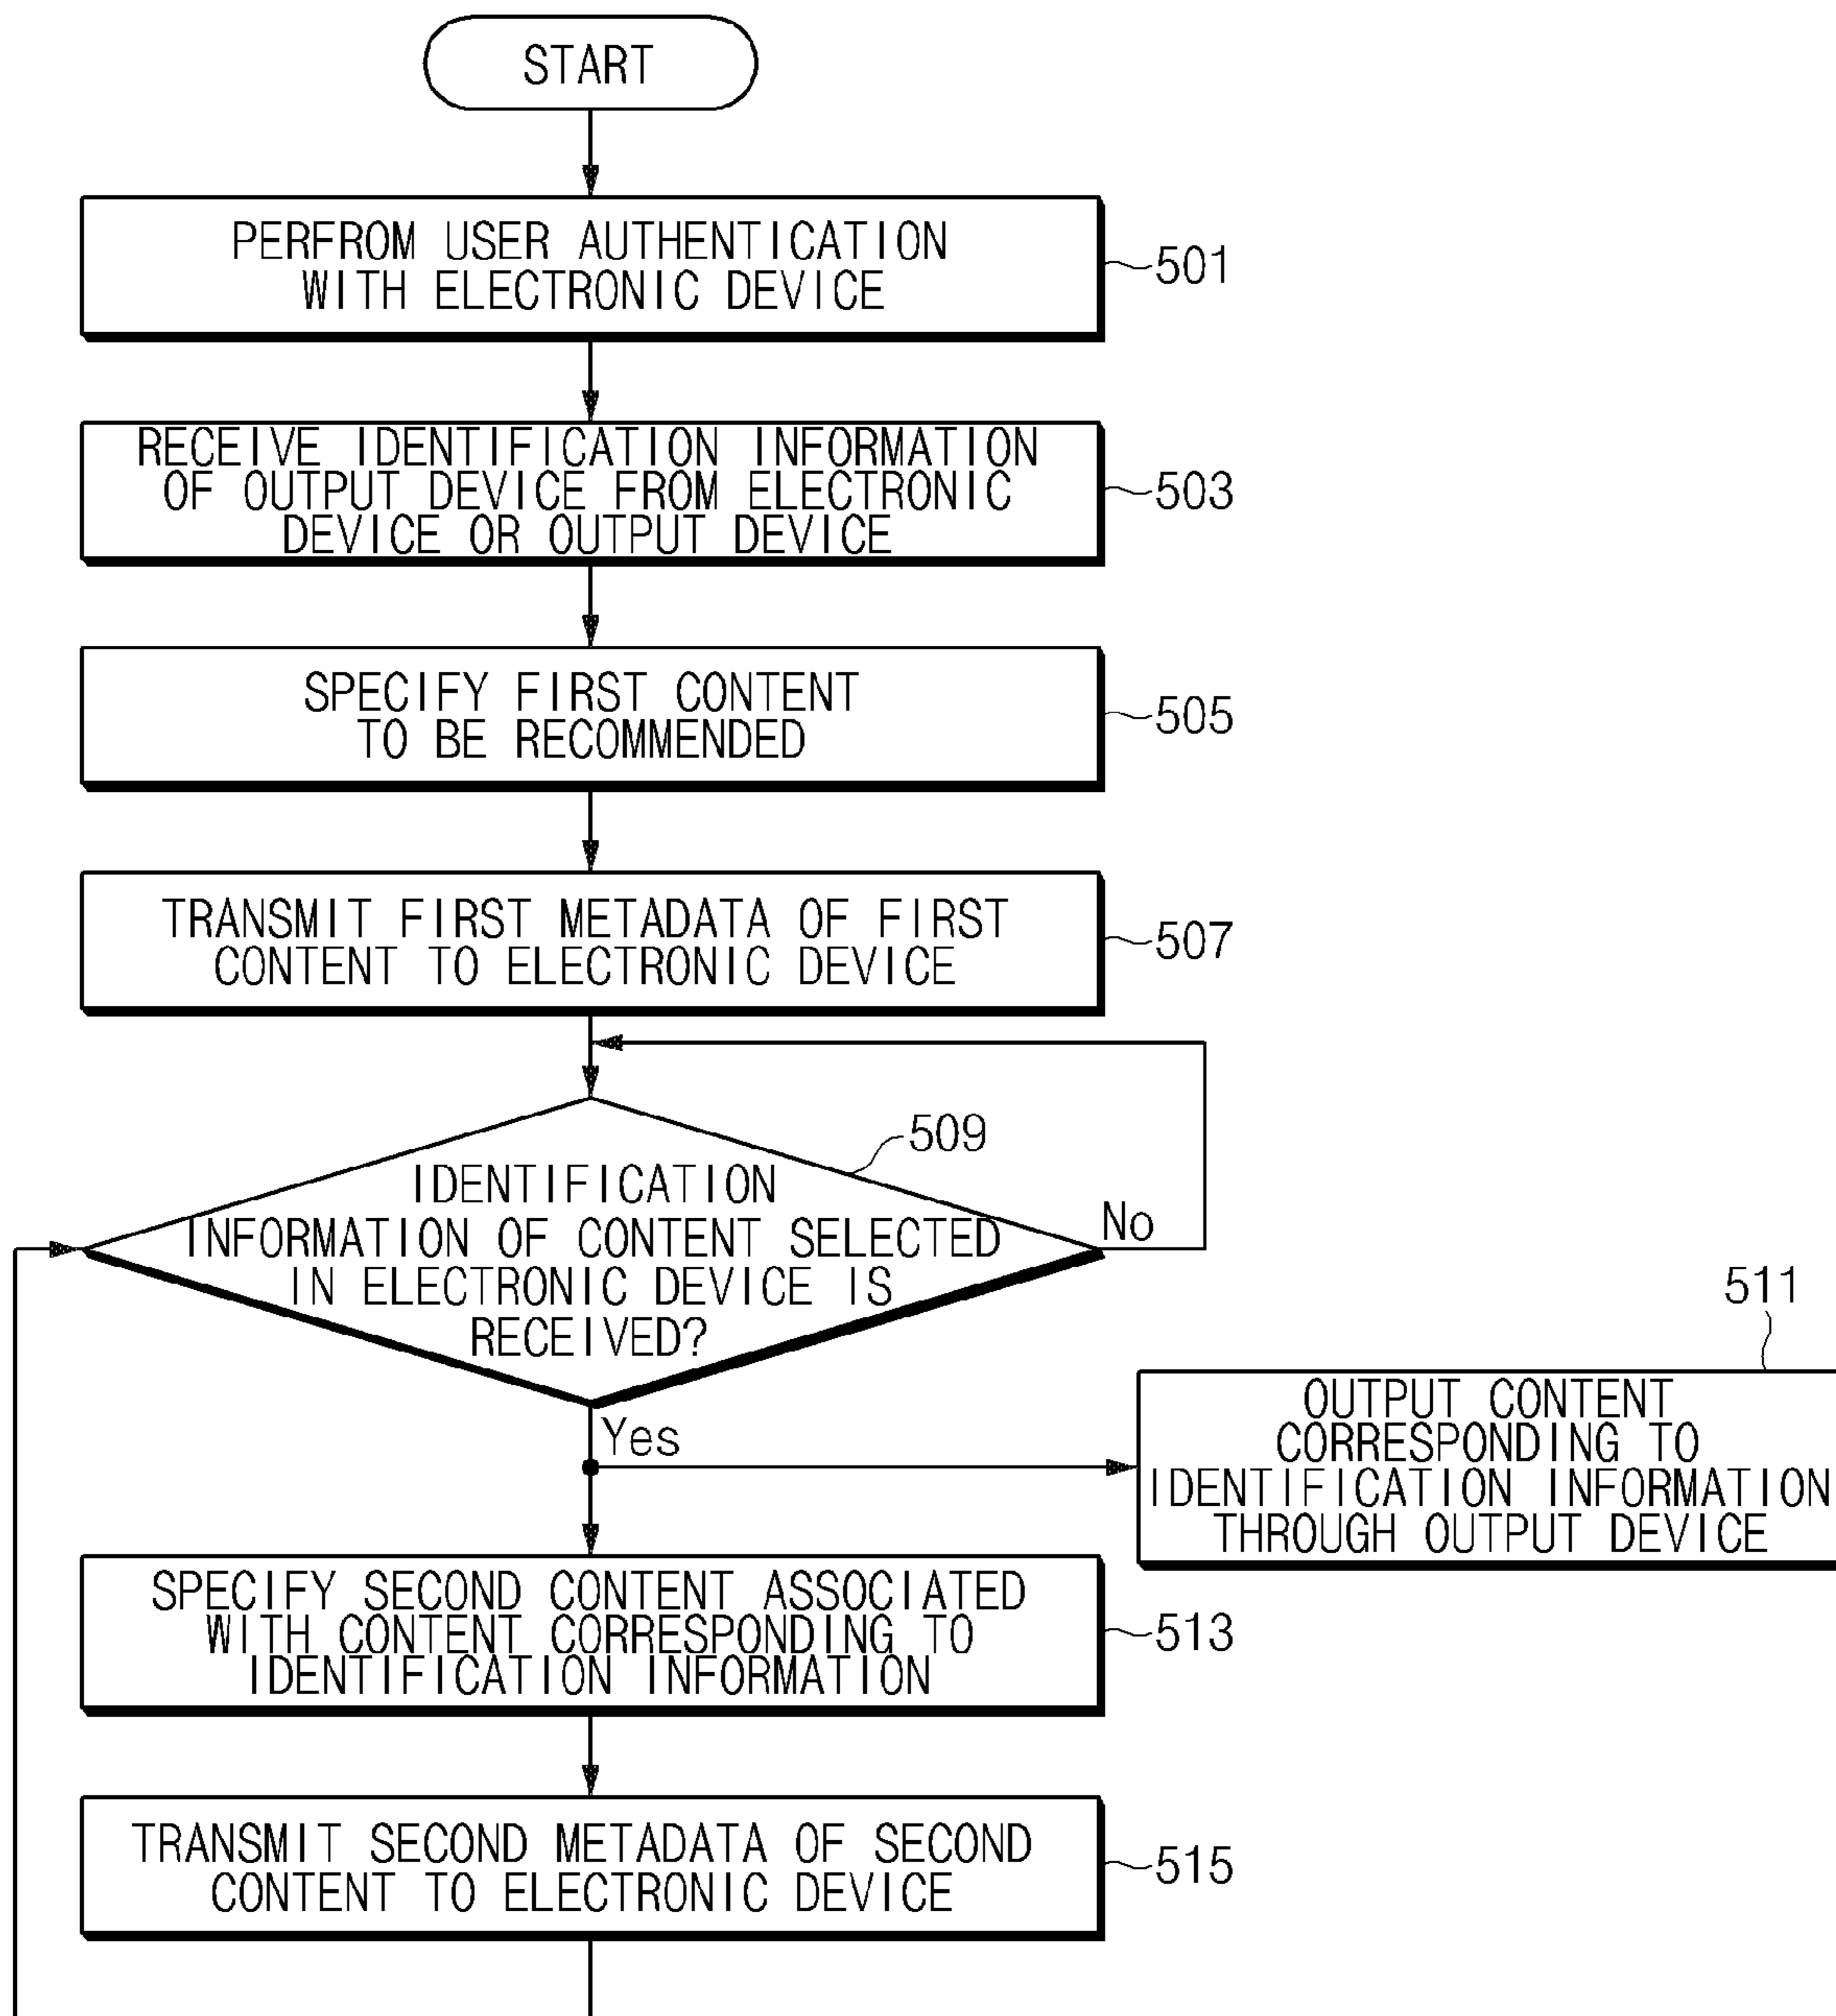 START
PERFROM USER AUTHENTICATION
WITH ELECTRONIC DEVICE
501
RECEIVE IDENTIFICATION INFORMATION
OF OUTPUT DEVICE FROM ELECTRONIC
DEVICE OR OUTPUT DEVICE
503
SPECIFY FIRST CONTENT
TO BE RECOMMENDED
505
TRANSMIT FIRST METADATA OF FIRST
CONTENT TO ELECTRONIC DEVICE
507
509
IDENTIFICATION
INFORMATION OF CONTENT SELECTED
IN ELECTRONIC DEVICE IS
RECEIVED?
No
Yes
511
OUTPUT CONTENT
CORRESPONDING TO
IDENTIFICATION INFORMATION
THROUGH OUTPUT DEVICE
SPECIFY SECOND CONTENT ASSOCIATED
WITH CONTENT CORRESPONDING TO
IDENTIFICATION INFORMATION
513
TRANSMIT SECOND METADATA OF SECOND
CONTENT TO ELECTRONIC DEVICE
515